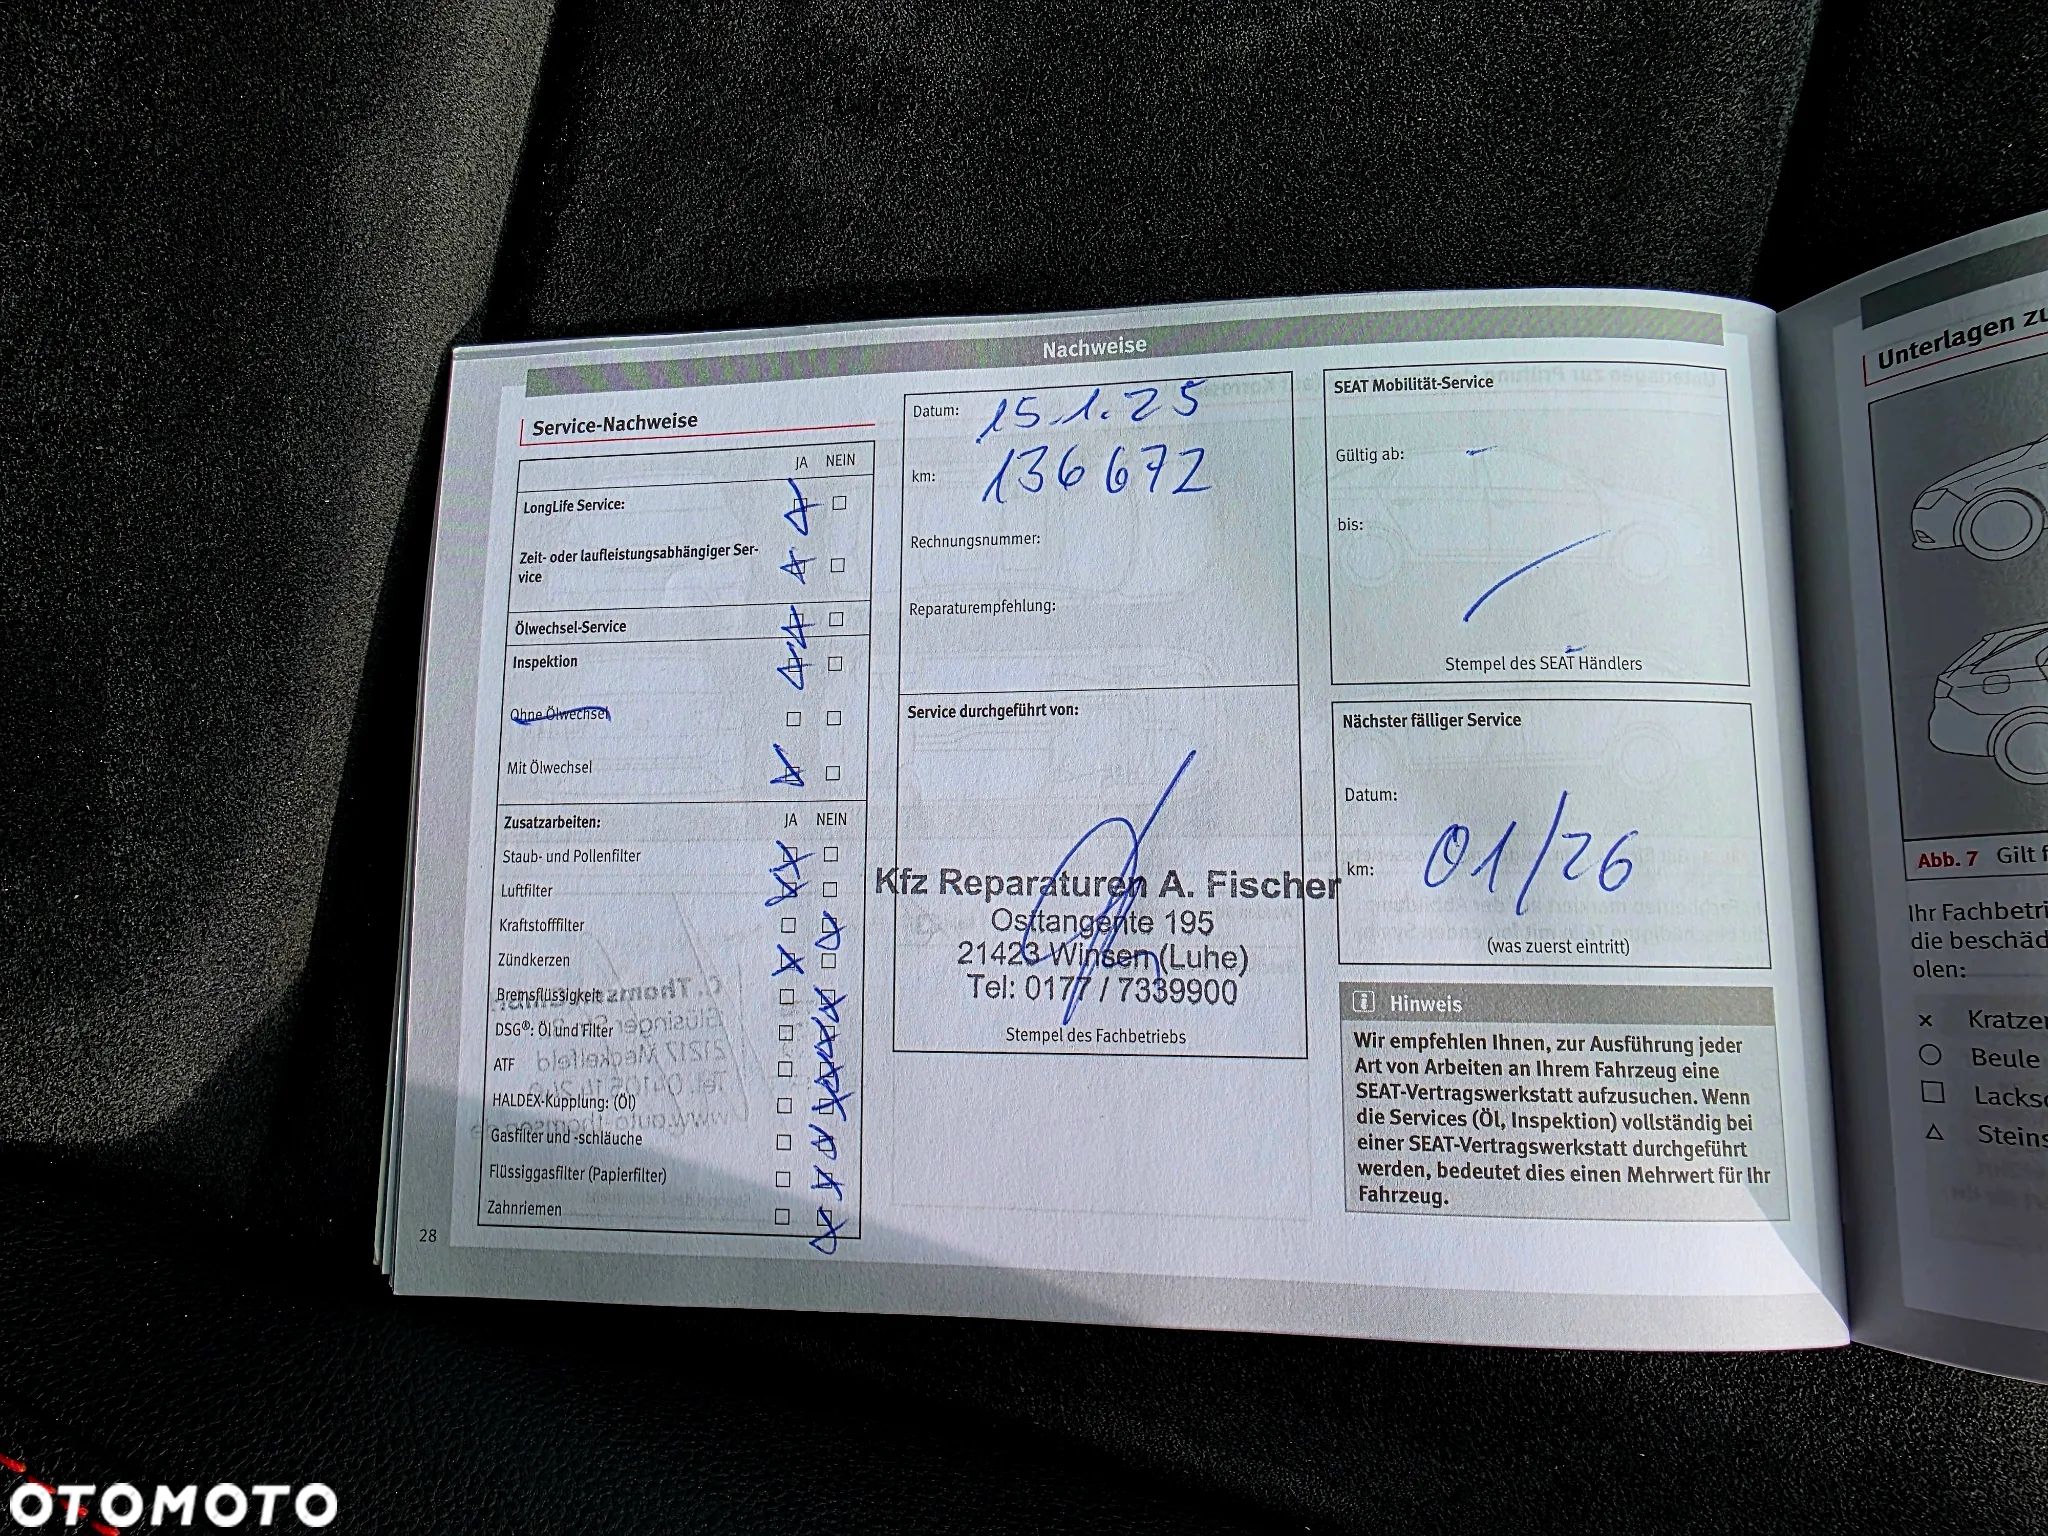 Nachweise
Service-Nachweise
JA NEIN
LongLife Service:
Zeit- oder laufleistungsabhängiger Ser-
vice
Ölwechsel-Service
Inspektion
Ohne Ölwechsel
Mit Ölwechsel
Zusatzarbeiten: JA NEIN
Staub- und Pollenfilter
Luftfilter
Kraftstofffilter
Zündkerzen
Bremsflüssigkeit
DSG®: Öl und Filter
ATF
HALDEX-Kupplung: (Öl)
Gasfilter und -schläuche
Flüssiggasfilter (Papierfilter)
Zahnriemen
28
Datum: 15.1.25
km: 136672
Rechnungsnummer:
Reparaturempfehlung:
Service durchgeführt von:
Kfz Reparaturen A. Fischer
Osttangente 195
21423 Winsen (Luhe)
Tel: 0177 / 7339900
Stempel des Fachbetriebs
SEAT Mobilität-Service
Gültig ab: -
bis:
Stempel des SEAT Händlers
Nächster fälliger Service
Datum:
km: 01/26
(was zuerst eintritt)
i Hinweis
Wir empfehlen Ihnen, zur Ausführung jeder
Art von Arbeiten an Ihrem Fahrzeug eine
SEAT-Vertragswerkstatt aufzusuchen. Wenn
die Services (Öl, Inspektion) vollständig bei
einer SEAT-Vertragswerkstatt durchgeführt
werden, bedeutet dies einen Mehrwert für Ihr
Fahrzeug.
Unterlagen zu
Abb. 7 Gilt f
Ihr Fachbetri
die beschäd
olen:
Kratzer
Beule
Lacks
Steins
OTOMOTO